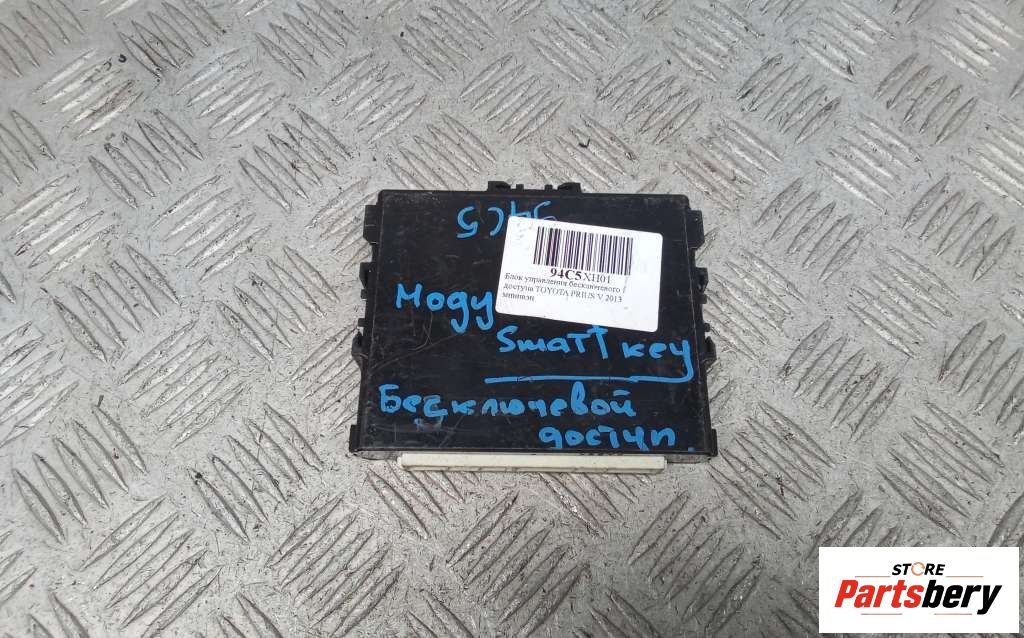 94C5
94C5XH01
Блок управления бесключевого
доступа TOYOTA PRIUS V 2013
минивэн
Моду
Smart key
Бесключевой
доступ
STORE
Partsbery